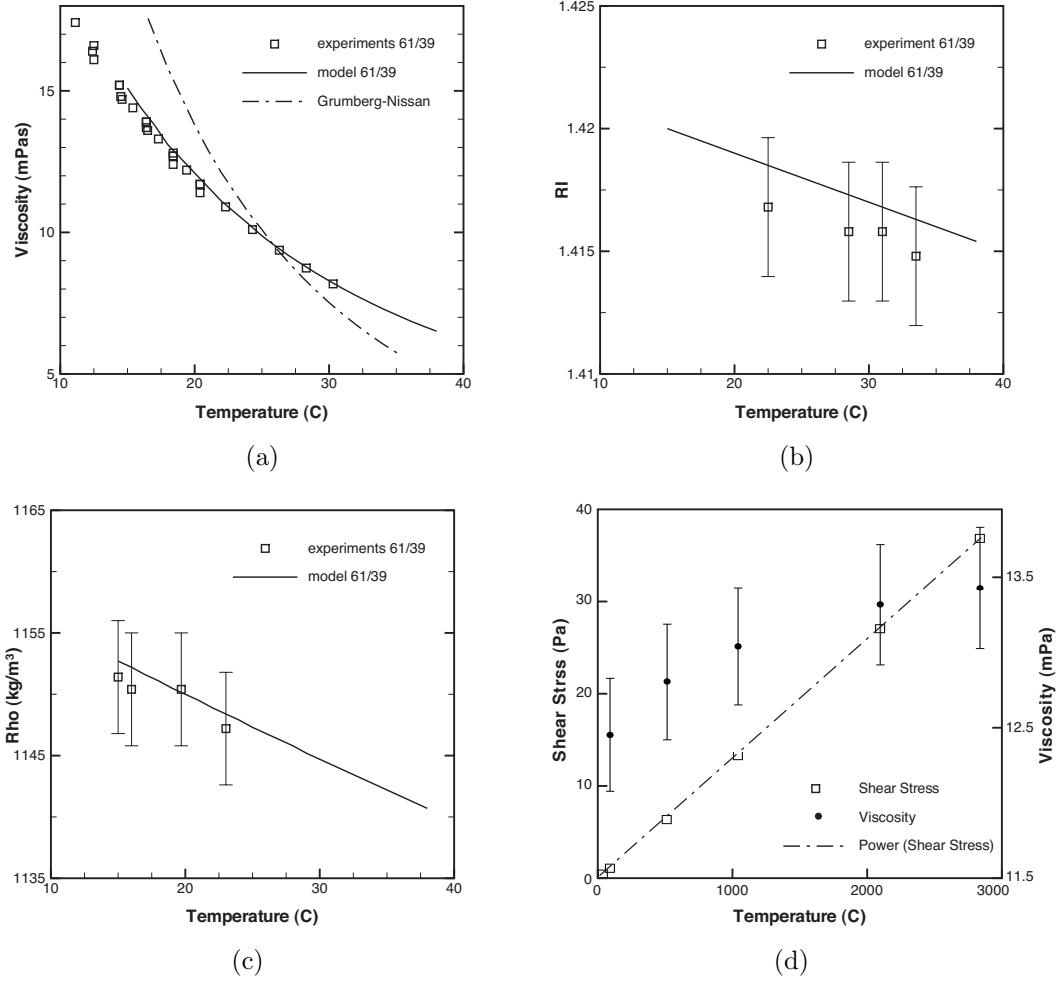 experiments 61/39
model 61/39
Grumberg-Nissan
Viscosity (mPas)
15
10
5
10 20 30 40
Temperature (C)
(a)
1.425
1.42
1.415
1.41
RI
experiment 61/39
model 61/39
10 20 30 40
Temperature (C)
(b)
1165
1155
1145
1135
Rho (kg/m³)
experiments 61/39
model 61/39
10 20 30 40
Temperature (C)
(c)
40
30
20
10
0
Shear Strss (Pa)
13.5
12.5
11.5
Viscosity (mPa)
Shear Stress
Viscosity
Power (Shear Stress)
0 1000 2000 3000
Temperature (C)
(d)